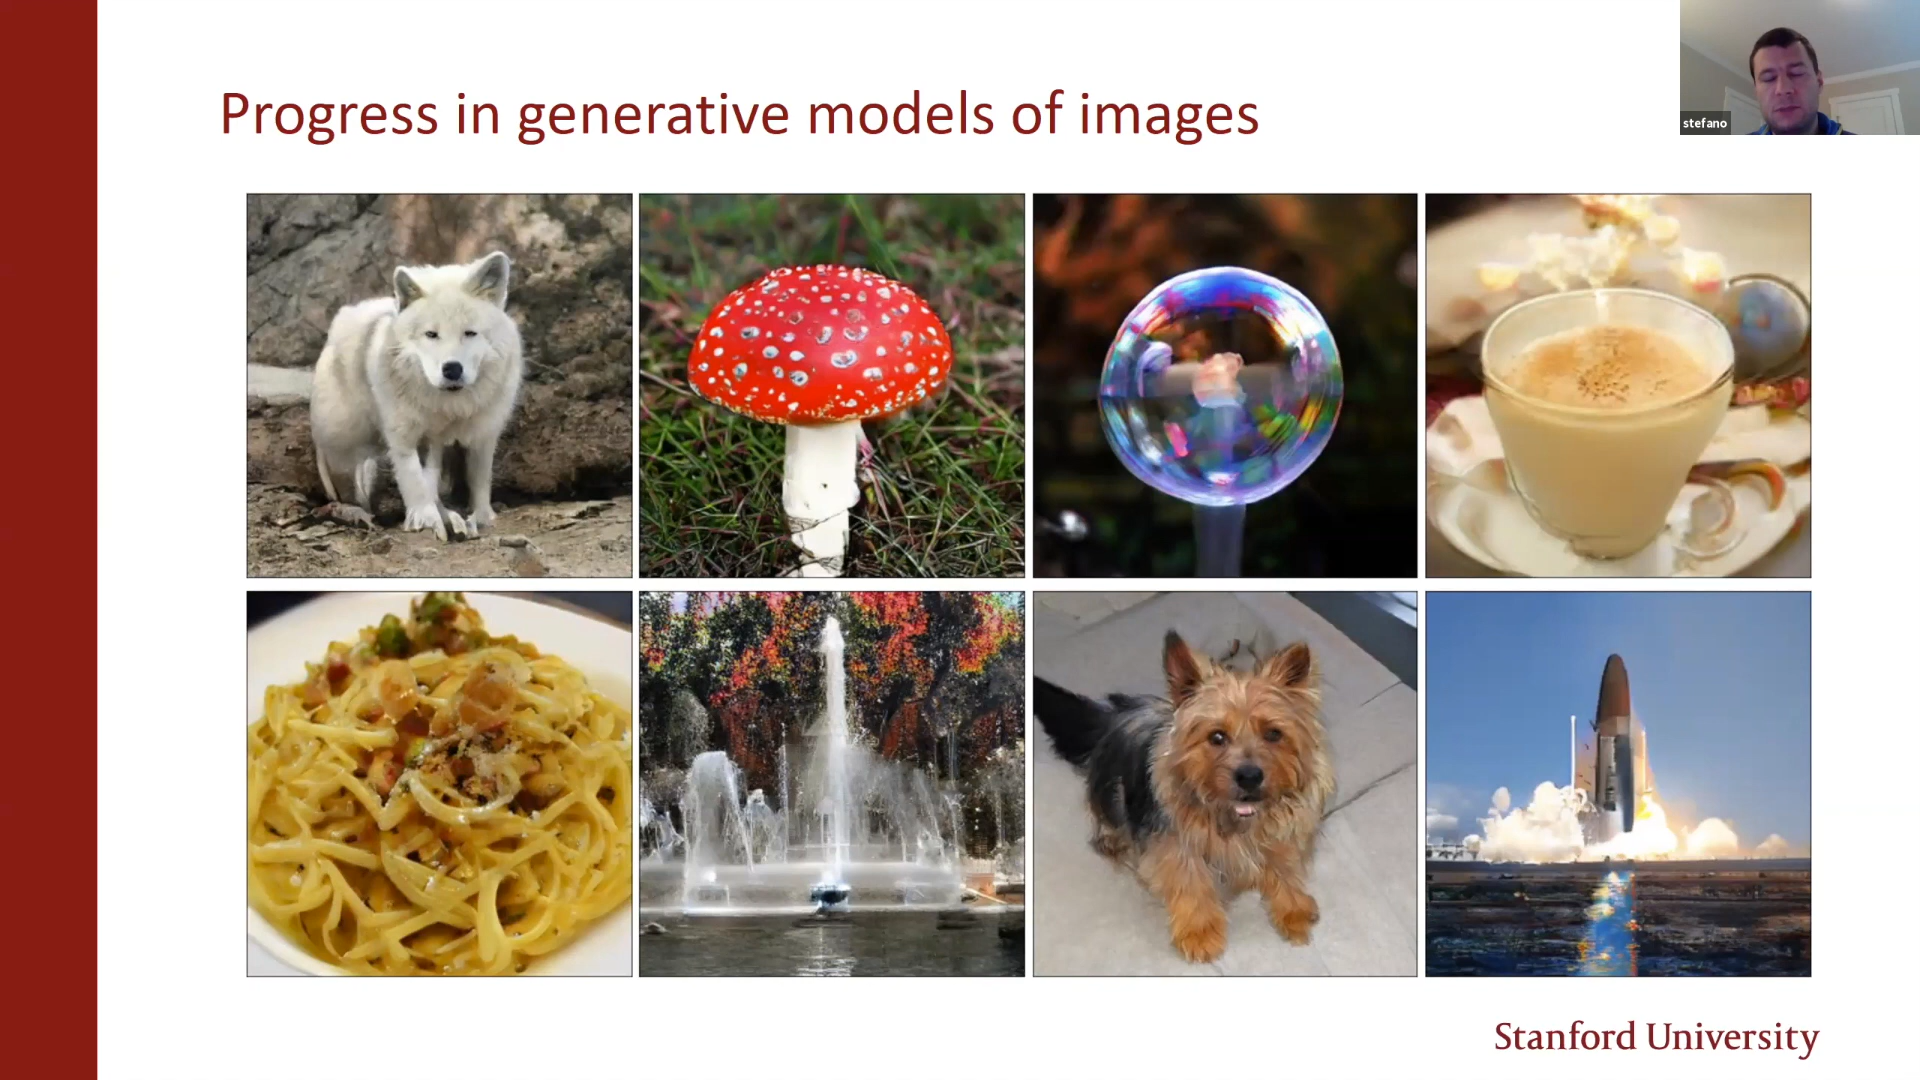 Progress in generative models of images
stefano
Stanford University